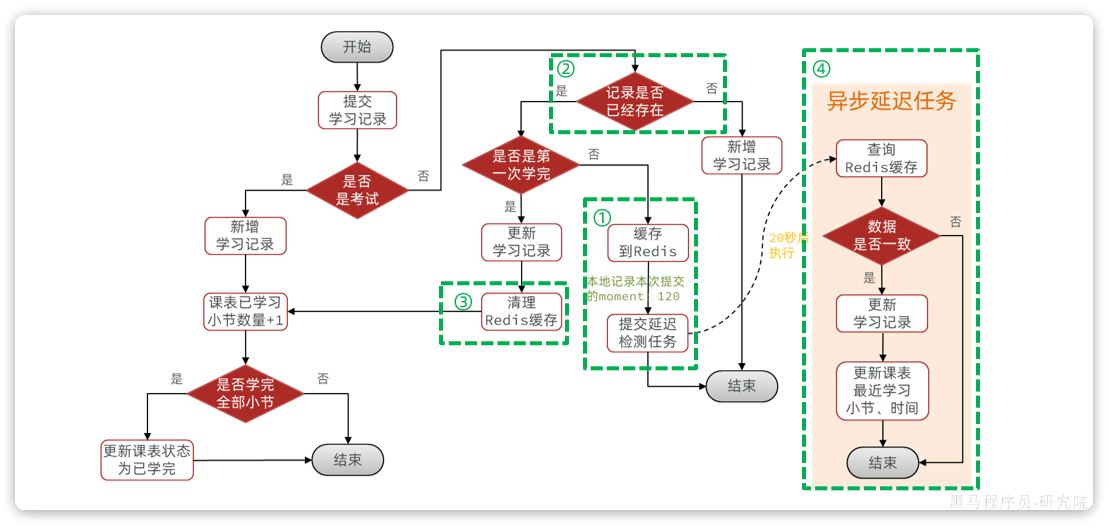 开始
提交
学习记录
是否
是考试
是
否
新增
学习记录
课表已学习
小节数量+1
是否学完
全部小节
是
否
更新课表状态
为已学完
结束
②
记录是否
已经存在
是
否
是否是第
一次学完
是
否
更新
学习记录
③
清理
Redis缓存
①
缓存
到Redis
本地记录本次提交
的moment：120
提交延迟
检测任务
新增
学习记录
结束
20秒后
执行
④
异步延迟任务
查询
Redis缓存
数据
是否一致
是
否
更新
学习记录
更新课表
最近学习
小节、时间
结束
黑马程序员-研究院